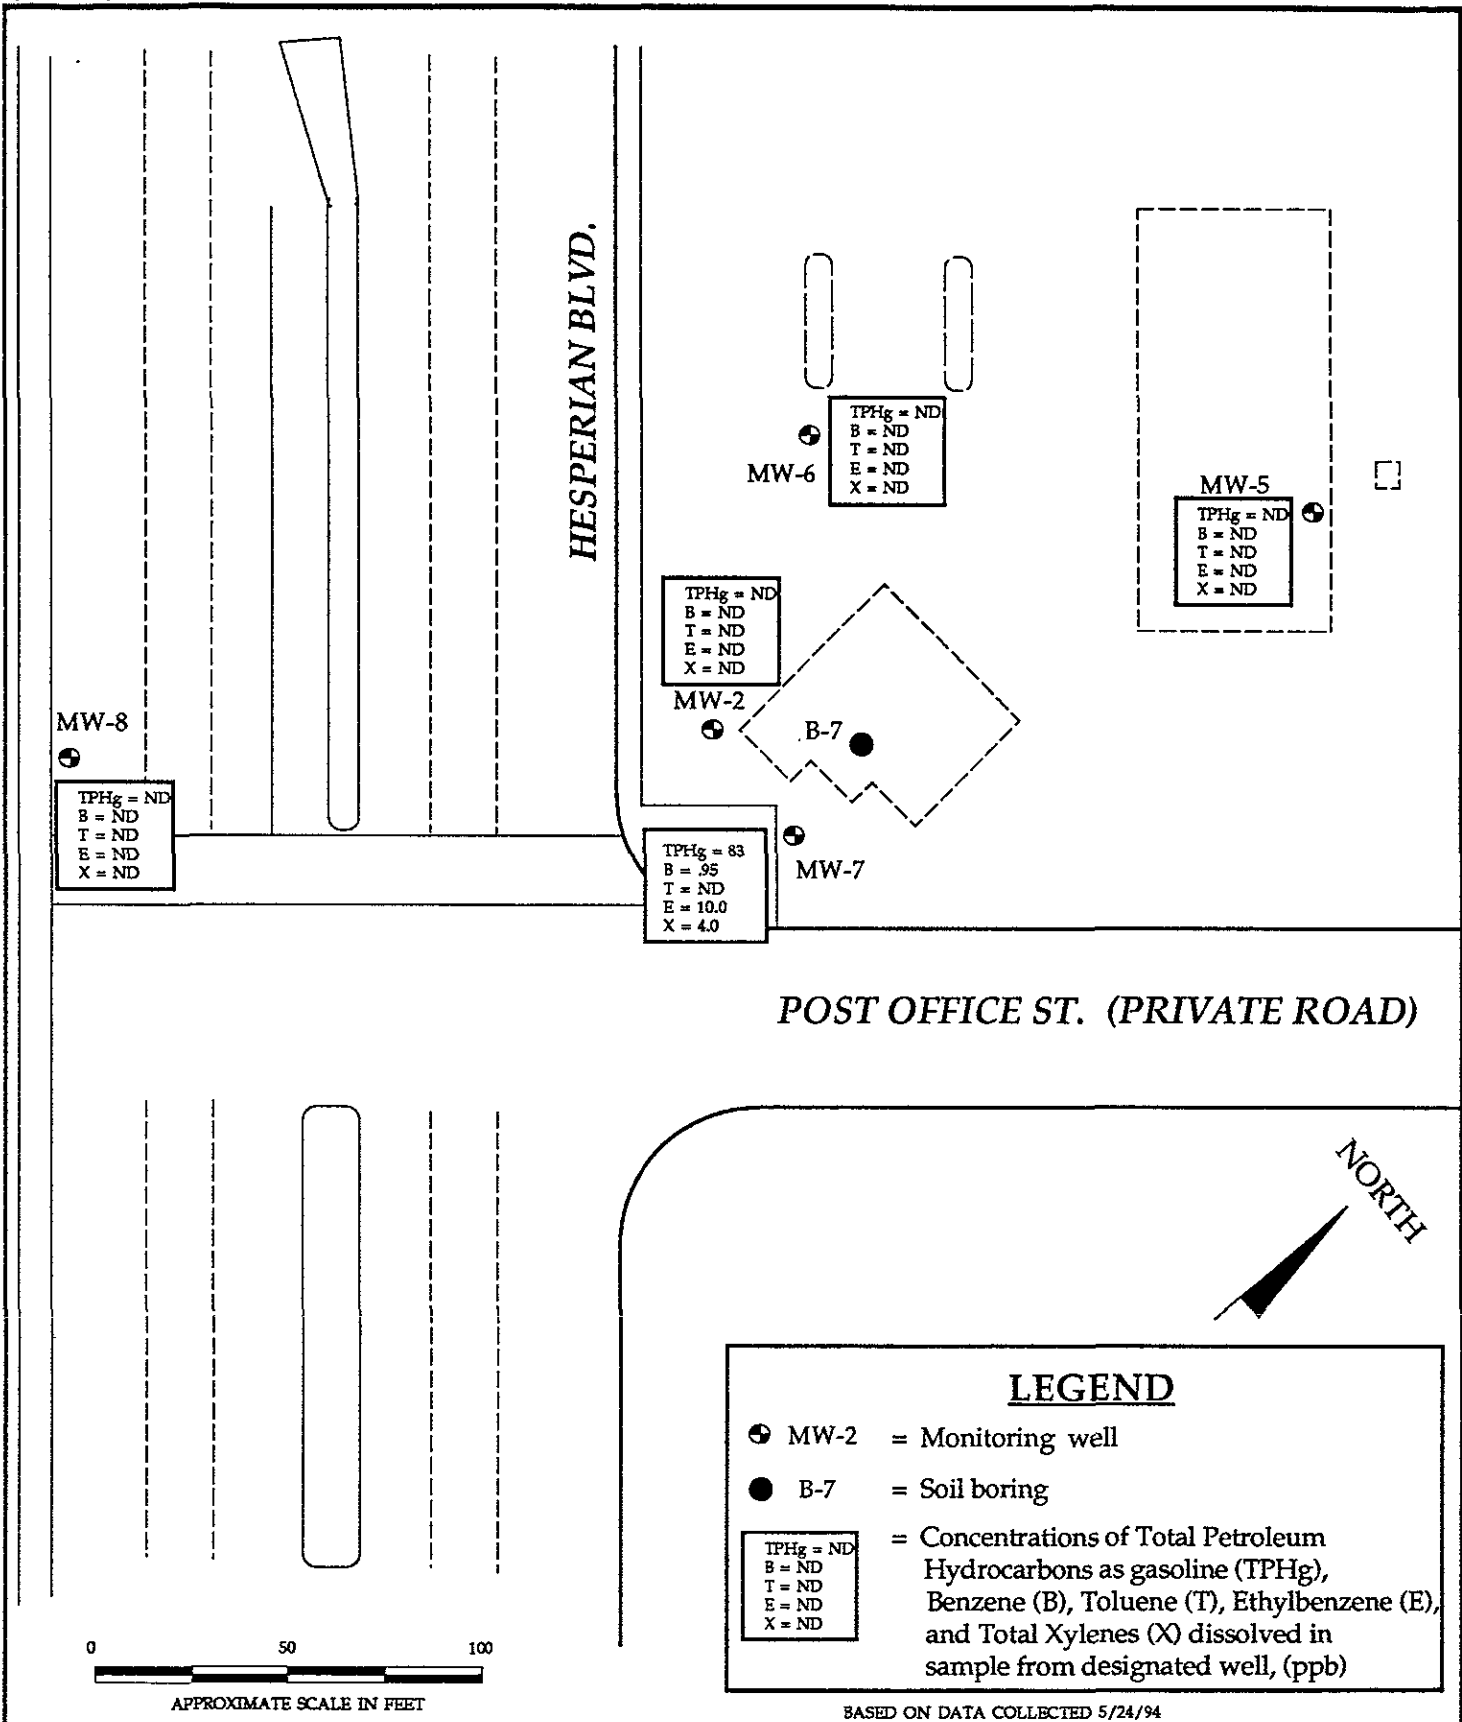 HESPERIAN BLVD.
TPHg = ND
B = ND
T = ND
E = ND
X = ND
MW-6
MW-5
TPHg = ND
B = ND
T = ND
E = ND
X = ND
TPHg = ND
B = ND
T = ND
E = ND
X = ND
MW-2
B-7
MW-8
TPHg = ND
B = ND
T = ND
E = ND
X = ND
TPHg = 83
B = .95
T = ND
E = 10.0
X = 4.0
MW-7
POST OFFICE ST. (PRIVATE ROAD)
NORTH
LEGEND
MW-2 = Monitoring well
B-7 = Soil boring
TPHg = ND
B = ND
T = ND
E = ND
X = ND
= Concentrations of Total Petroleum
Hydrocarbons as gasoline (TPHg),
Benzene (B), Toluene (T), Ethylbenzene (E),
and Total Xylenes (X) dissolved in
sample from designated well, (ppb)
0 50 100
APPROXIMATE SCALE IN FEET
BASED ON DATA COLLECTED 5/24/94